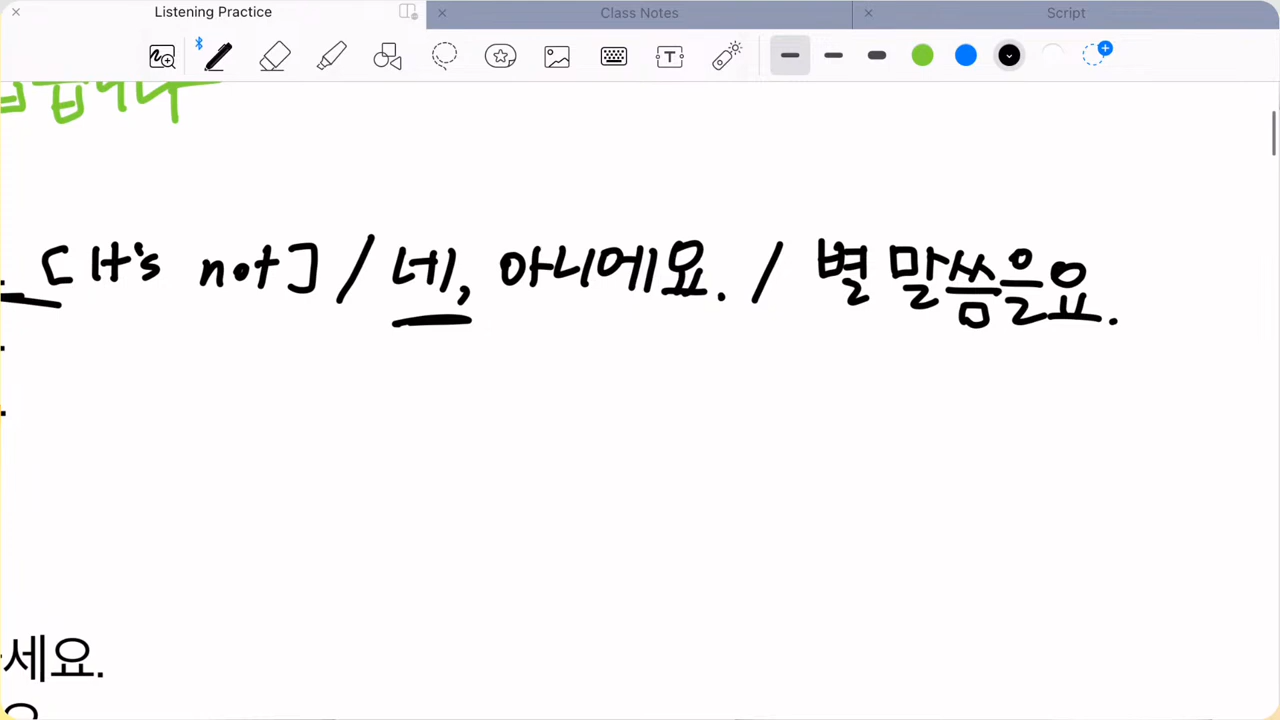 Listening Practice Class Notes Script
[It's not] / 네, 아니에요. / 별 말씀을요.
세요.